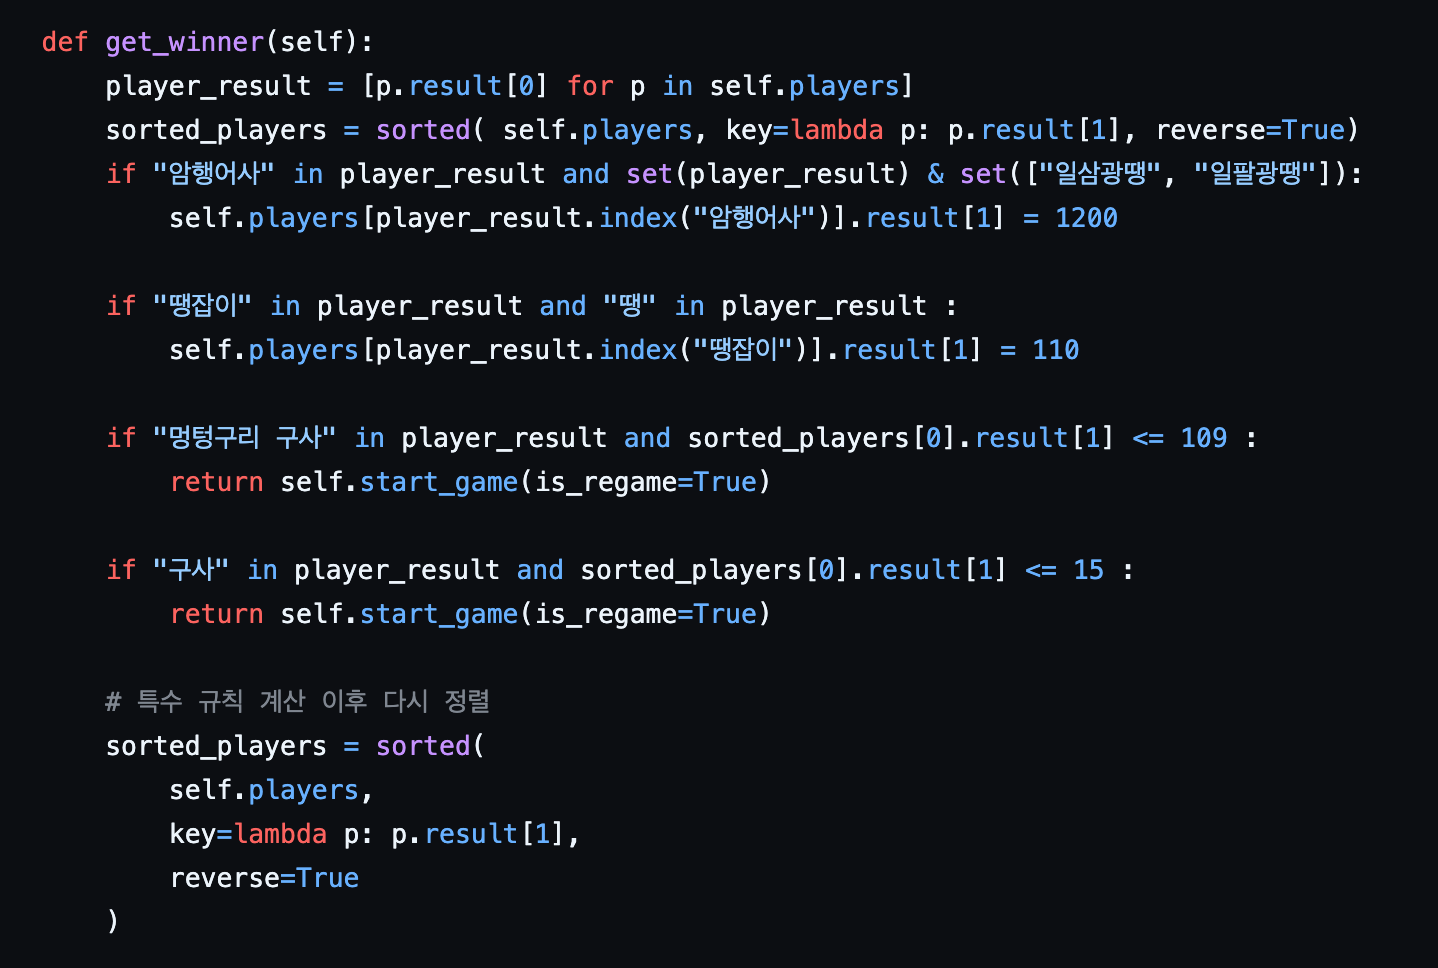 def get_winner(self):
    player_result = [p.result[0] for p in self.players]
    sorted_players = sorted( self.players, key=lambda p: p.result[1], reverse=True)
    if "암행어사" in player_result and set(player_result) & set(["일삼광땡", "일팔광땡"]):
        self.players[player_result.index("암행어사")].result[1] = 1200

    if "땡잡이" in player_result and "땡" in player_result :
        self.players[player_result.index("땡잡이")].result[1] = 110

    if "멍텅구리 구사" in player_result and sorted_players[0].result[1] <= 109 :
        return self.start_game(is_regame=True)

    if "구사" in player_result and sorted_players[0].result[1] <= 15 :
        return self.start_game(is_regame=True)

    # 특수 규칙 계산 이후 다시 정렬
    sorted_players = sorted(
        self.players,
        key=lambda p: p.result[1],
        reverse=True
    )